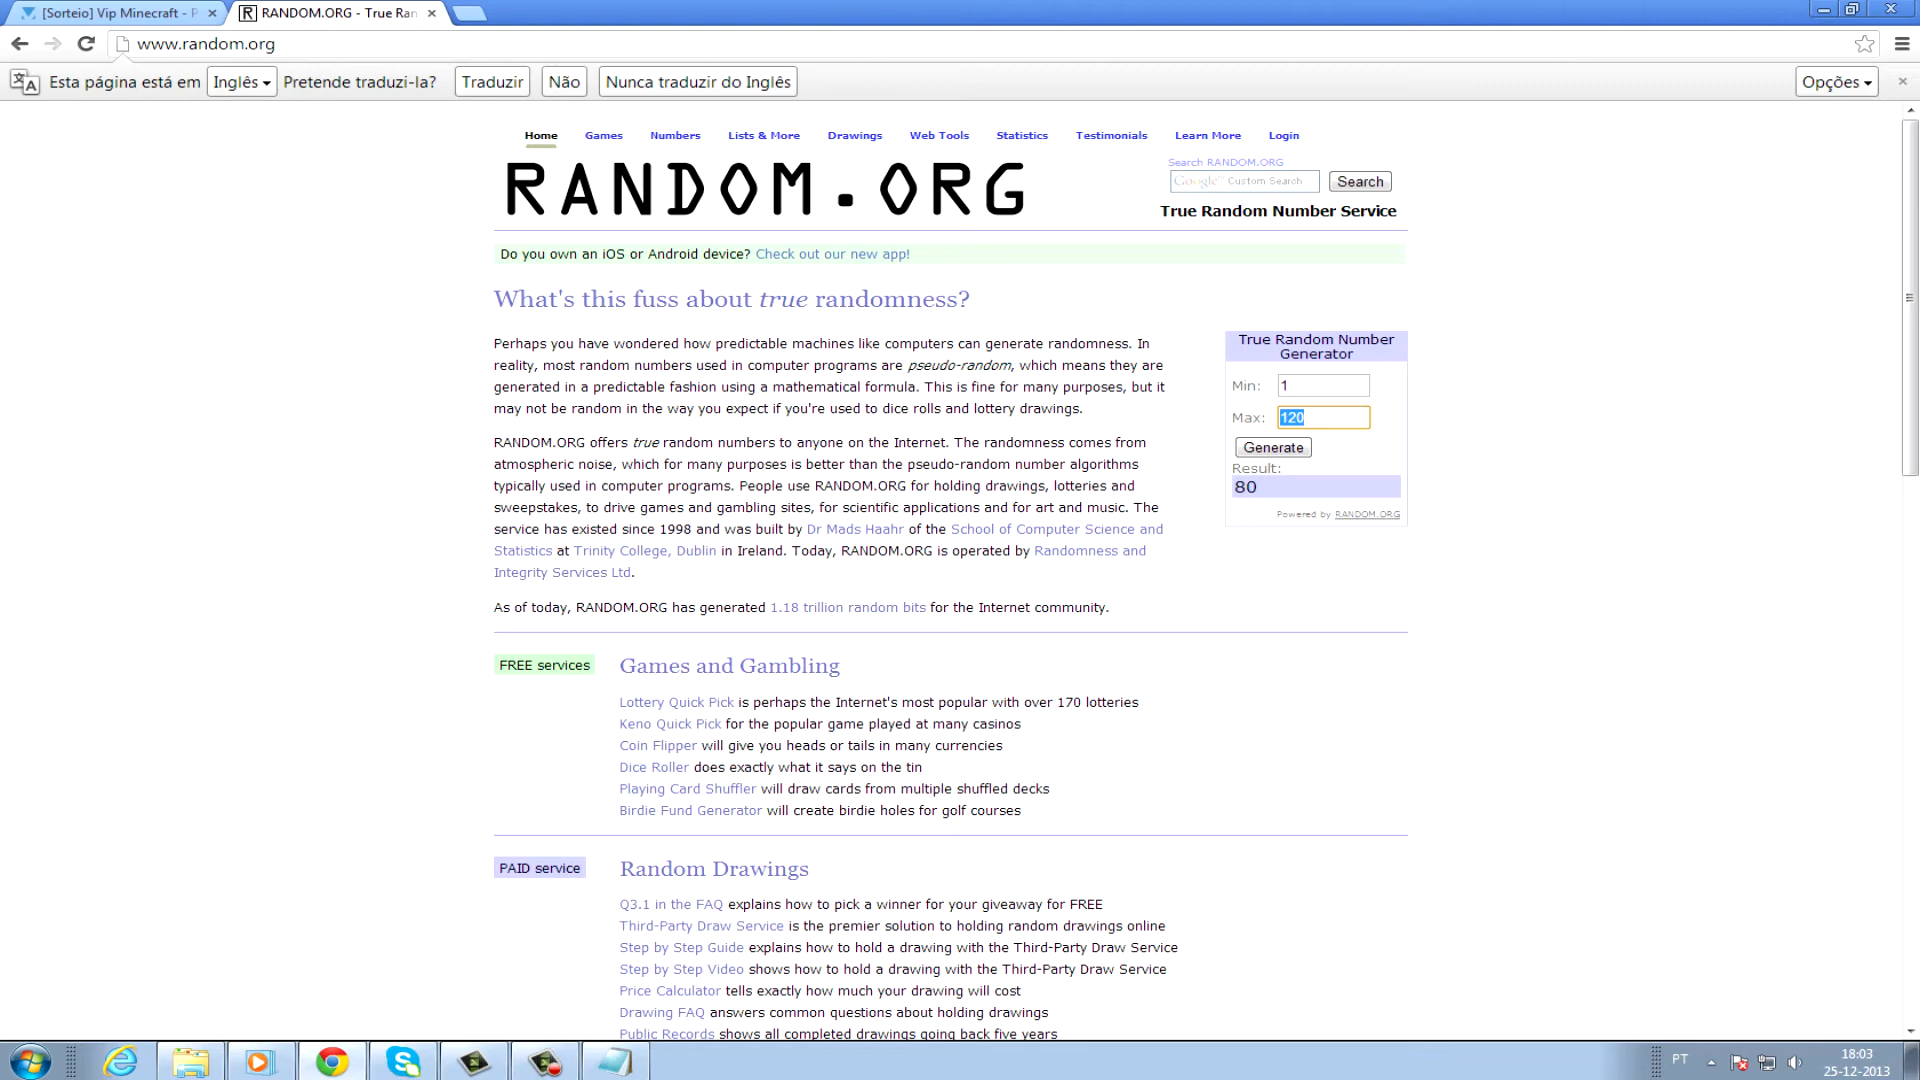 [Sorteio] Vip Minecraft - P
RANDOM.ORG - True Ran
www.random.org
Esta página está em Inglês Pretende traduzi-la? Traduzir Não Nunca traduzir do Inglês Opções
Home Games Numbers Lists & More Drawings Web Tools Statistics Testimonials Learn More Login
RANDOM.ORG
Search RANDOM.ORG
Google™ Custom Search Search
True Random Number Service
Do you own an iOS or Android device? Check out our new app!
What's this fuss about true randomness?
Perhaps you have wondered how predictable machines like computers can generate randomness. In
reality, most random numbers used in computer programs are pseudo-random, which means they are
generated in a predictable fashion using a mathematical formula. This is fine for many purposes, but it
may not be random in the way you expect if you're used to dice rolls and lottery drawings.
RANDOM.ORG offers true random numbers to anyone on the Internet. The randomness comes from
atmospheric noise, which for many purposes is better than the pseudo-random number algorithms
typically used in computer programs. People use RANDOM.ORG for holding drawings, lotteries and
sweepstakes, to drive games and gambling sites, for scientific applications and for art and music. The
service has existed since 1998 and was built by Dr Mads Haahr of the School of Computer Science and
Statistics at Trinity College, Dublin in Ireland. Today, RANDOM.ORG is operated by Randomness and
Integrity Services Ltd.
As of today, RANDOM.ORG has generated 1.18 trillion random bits for the Internet community.
True Random Number
Generator
Min: 1
Max: 120
Generate
Result:
80
Powered by RANDOM.ORG
FREE services
Games and Gambling
Lottery Quick Pick is perhaps the Internet's most popular with over 170 lotteries
Keno Quick Pick for the popular game played at many casinos
Coin Flipper will give you heads or tails in many currencies
Dice Roller does exactly what it says on the tin
Playing Card Shuffler will draw cards from multiple shuffled decks
Birdie Fund Generator will create birdie holes for golf courses
PAID service
Random Drawings
Q3.1 in the FAQ explains how to pick a winner for your giveaway for FREE
Third-Party Draw Service is the premier solution to holding random drawings online
Step by Step Guide explains how to hold a drawing with the Third-Party Draw Service
Step by Step Video shows how to hold a drawing with the Third-Party Draw Service
Price Calculator tells exactly how much your drawing will cost
Drawing FAQ answers common questions about holding drawings
Public Records shows all completed drawings going back five years
PT
18:03
25-12-2013